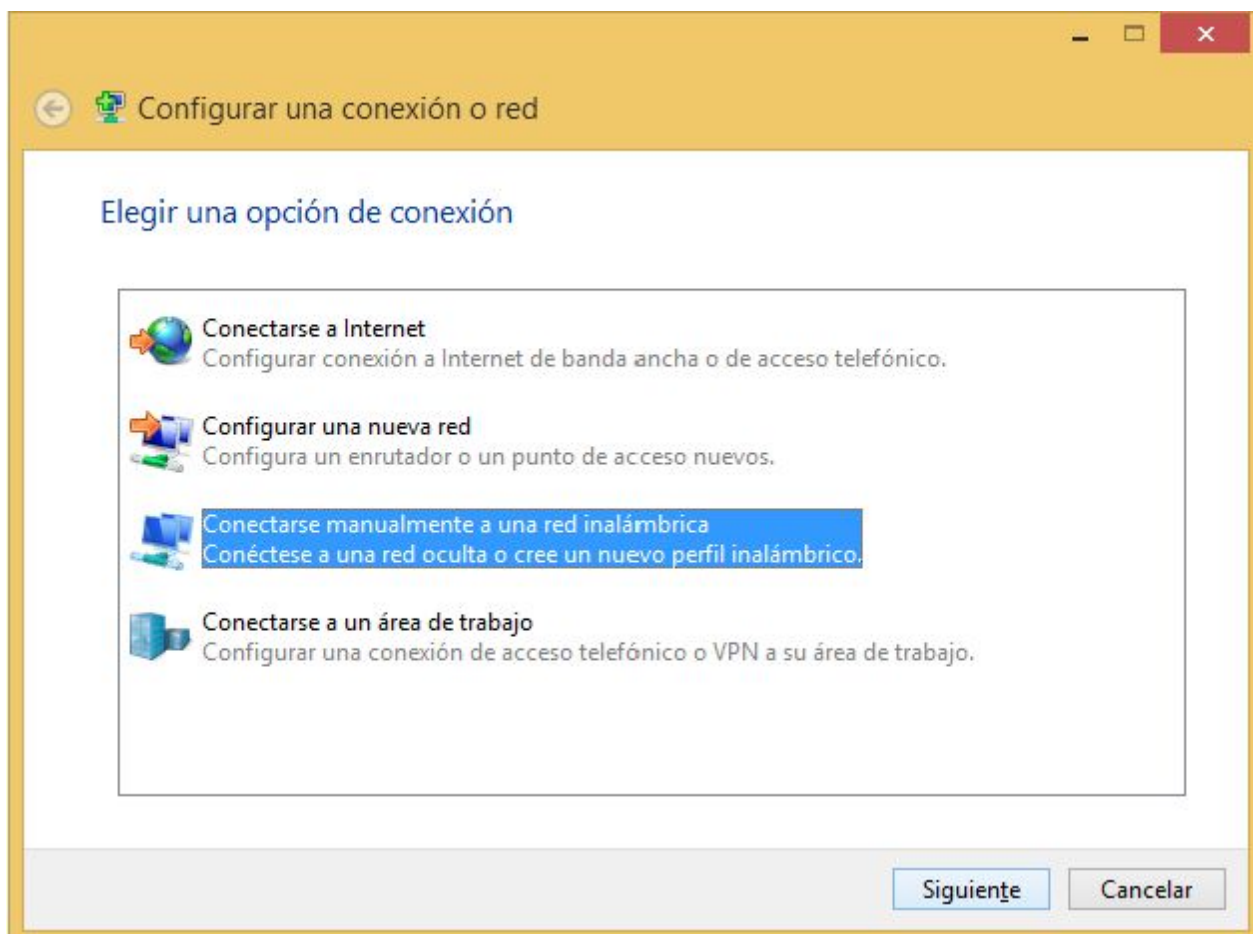 Configurar una conexión o red
Elegir una opción de conexión
Conectarse a Internet
Configurar conexión a Internet de banda ancha o de acceso telefónico.
Configurar una nueva red
Configura un enrutador o un punto de acceso nuevos.
Conectarse manualmente a una red inalámbrica
Conéctese a una red oculta o cree un nuevo perfil inalámbrico.
Conectarse a un área de trabajo
Configurar una conexión de acceso telefónico o VPN a su área de trabajo.
Siguiente
Cancelar